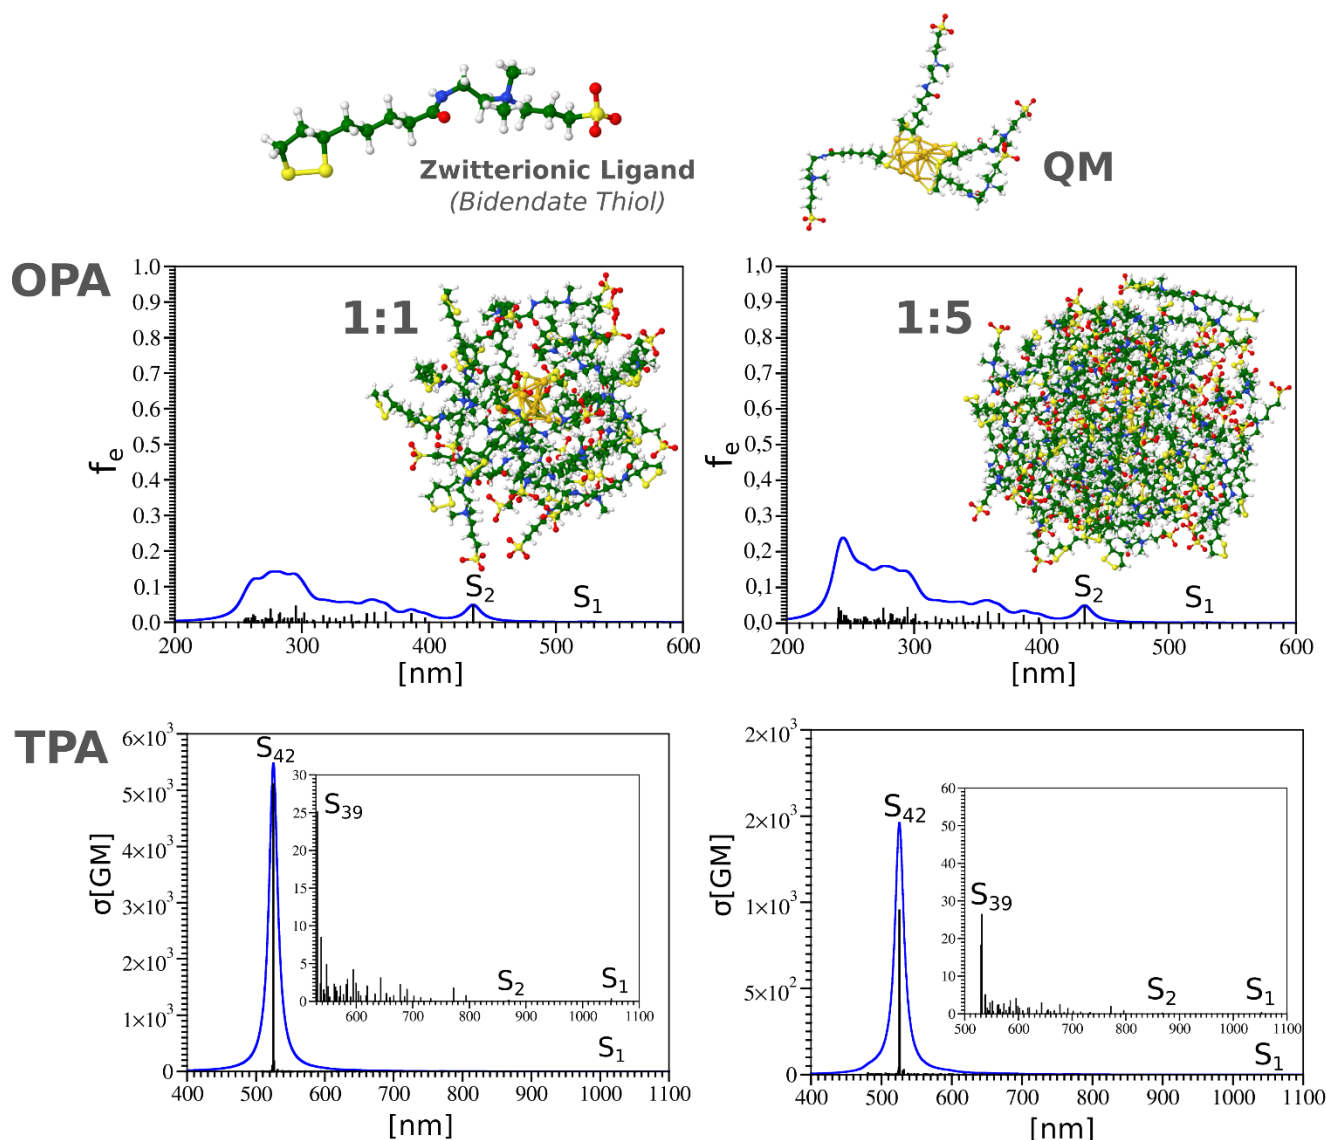 Zwitterionic Ligand
(Bidendate Thiol)
QM
OPA
1:1
1.0
0.9
0.8
0.7
0.6
0.5
0.4
0.3
0.2
0.1
0.0
fe
S2
S1
200 300 400 500 600
[nm]
1:5
1,0
0,9
0,8
0,7
0,6
0,5
0,4
0,3
0,2
0,1
0,0
fe
S2
S1
200 300 400 500 600
[nm]
TPA
6×10³
5×10³
4×10³
3×10³
2×10³
1×10³
0
σ[GM]
S42
30
25
20
15
10
5
0
S39
S2
S1
600 700 800 900 1000 1100
S1
400 500 600 700 800 900 1000 1100
[nm]
2×10³
2×10³
1×10³
5×10²
0
σ[GM]
S42
60
50
40
30
20
10
0
S39
S2
S1
500 600 700 800 900 1000 1100
S1
400 500 600 700 800 900 1000 1100
[nm]